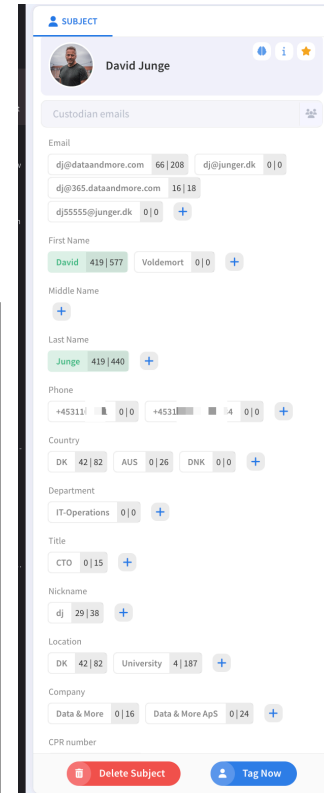 SUBJECT
David Junge
Custodian emails
Email
dj@dataandmore.com 66|208 dj@junger.dk 0|0
dj@365.dataandmore.com 16|18
dj55555@junger.dk 0|0 +
First Name
David 419|577 Voldemort 0|0 +
Middle Name
+
Last Name
Junge 419|440 +
Phone
0|0 0|0 +
Country
DK 42|82 AUS 0|26 DNK 0|0 +
Department
IT-Operations 0|0 +
Title
CTO 0|15 +
Nickname
dj 29|38 +
Location
DK 42|82 University 4|187 +
Company
Data & More 0|16 Data & More ApS 0|24 +
CPR number
Delete Subject Tag Now